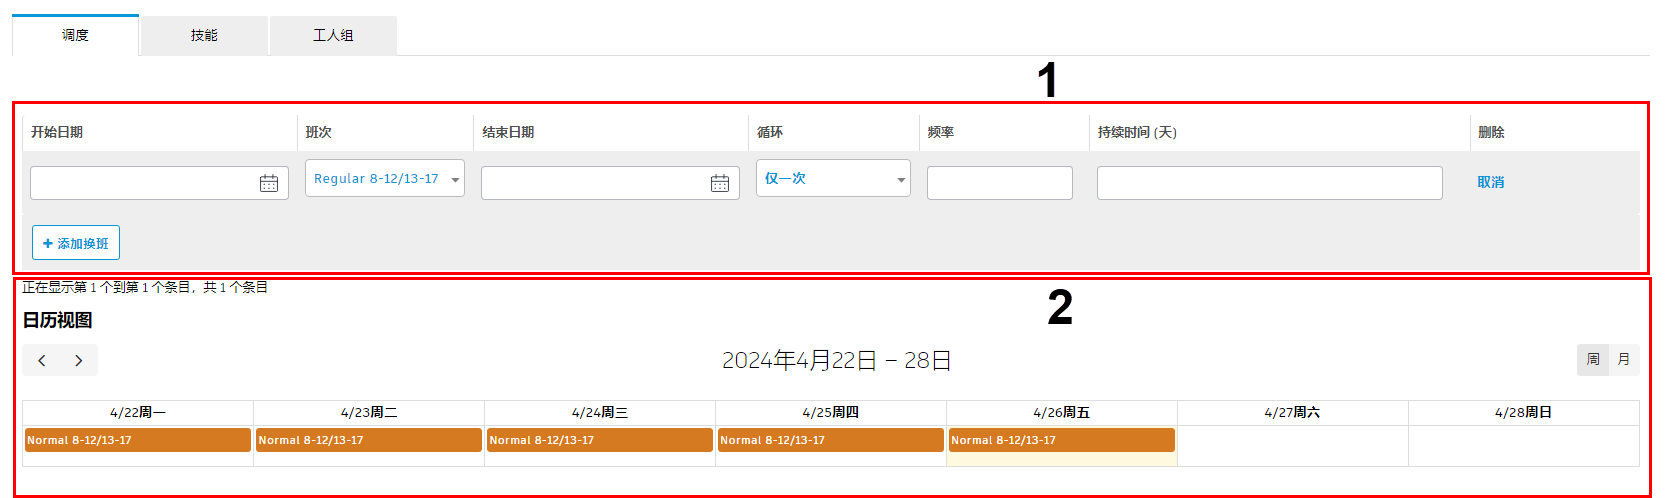 调度 技能 工人组
1
开始日期 班次 结束日期 循环 频率 持续时间 (天) 删除
Regular 8-12/13-17 仅一次 取消
+ 添加换班
正在显示第 1 个到第 1 个条目，共 1 个条目
2
日历视图
2024年4月22日 – 28日 周 月
4/22周一 4/23周二 4/24周三 4/25周四 4/26周五 4/27周六 4/28周日
Normal 8-12/13-17 Normal 8-12/13-17 Normal 8-12/13-17 Normal 8-12/13-17 Normal 8-12/13-17